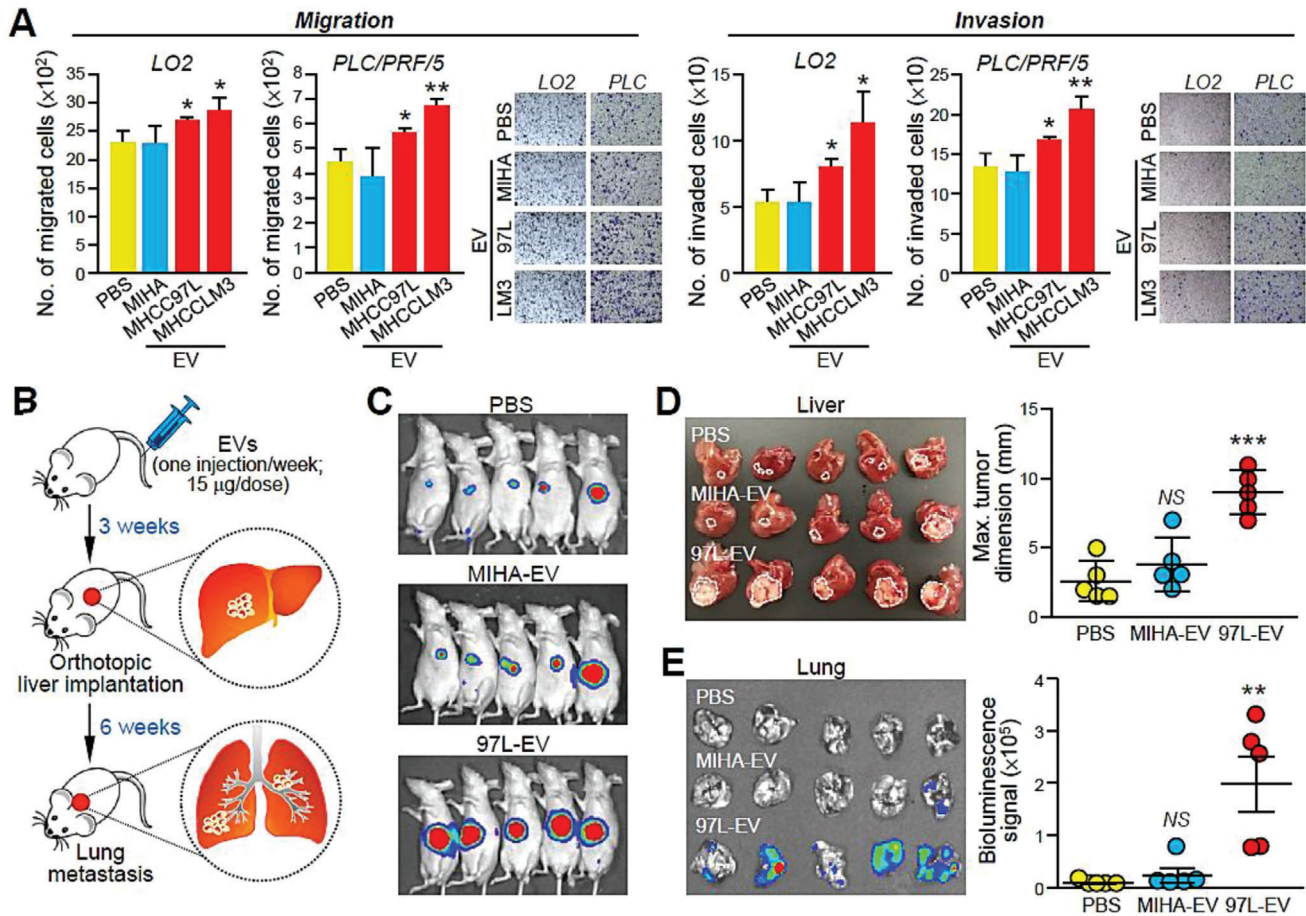 A
Migration
LO2
No. of migrated cells (×10²)
35
30
25
20
15
10
5
0
*
*
PBS
MIHA
MHCC97L
MHCCLM3
EV
PLC/PRF/5
No. of migrated cells (×10²)
8
7
6
5
4
3
2
1
0
*
**
PBS
MIHA
MHCC97L
MHCCLM3
EV
LO2 PLC
PBS
MIHA
97L
LM3
EV
Invasion
LO2
No. of invaded cells (×10)
15
10
5
0
*
*
PBS
MIHA
MHCC97L
MHCCLM3
EV
PLC/PRF/5
No. of invaded cells (×10)
25
20
15
10
5
0
*
**
PBS
MIHA
MHCC97L
MHCCLM3
EV
LO2 PLC
PBS
MIHA
97L
LM3
EV
B
EVs
(one injection/week;
15 µg/dose)
3 weeks
Orthotopic
liver implantation
6 weeks
Lung
metastasis
C
PBS
MIHA-EV
97L-EV
D
Liver
PBS
MIHA-EV
97L-EV
Max. tumor
dimension (mm)
15
10
5
0
NS
***
PBS MIHA-EV 97L-EV
E
Lung
PBS
MIHA-EV
97L-EV
Bioluminescence
signal (×10⁵)
4
3
2
1
0
NS
**
PBS MIHA-EV 97L-EV